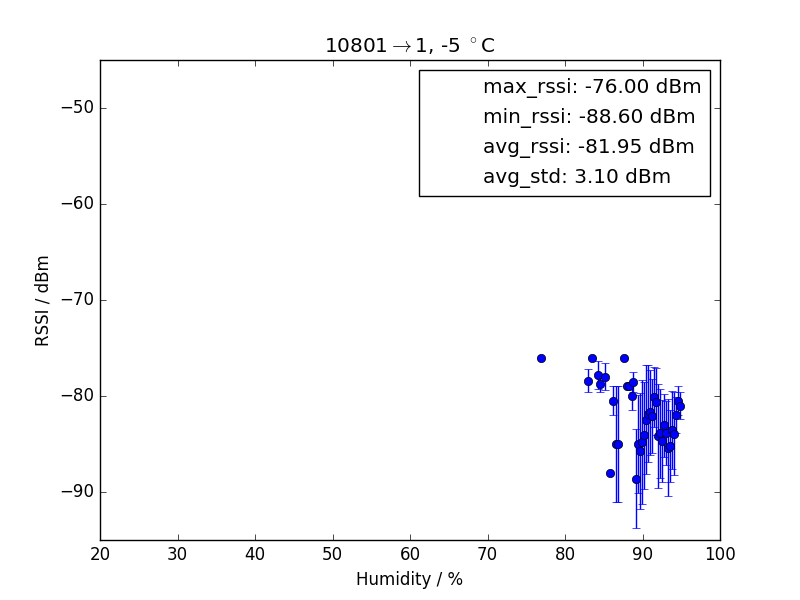 10801→1, -5 °C
max_rssi: -76.00 dBm
min_rssi: -88.60 dBm
avg_rssi: -81.95 dBm
avg_std: 3.10 dBm
−50
−60
−70
−80
−90
RSSI / dBm
20 30 40 50 60 70 80 90 100
Humidity / %